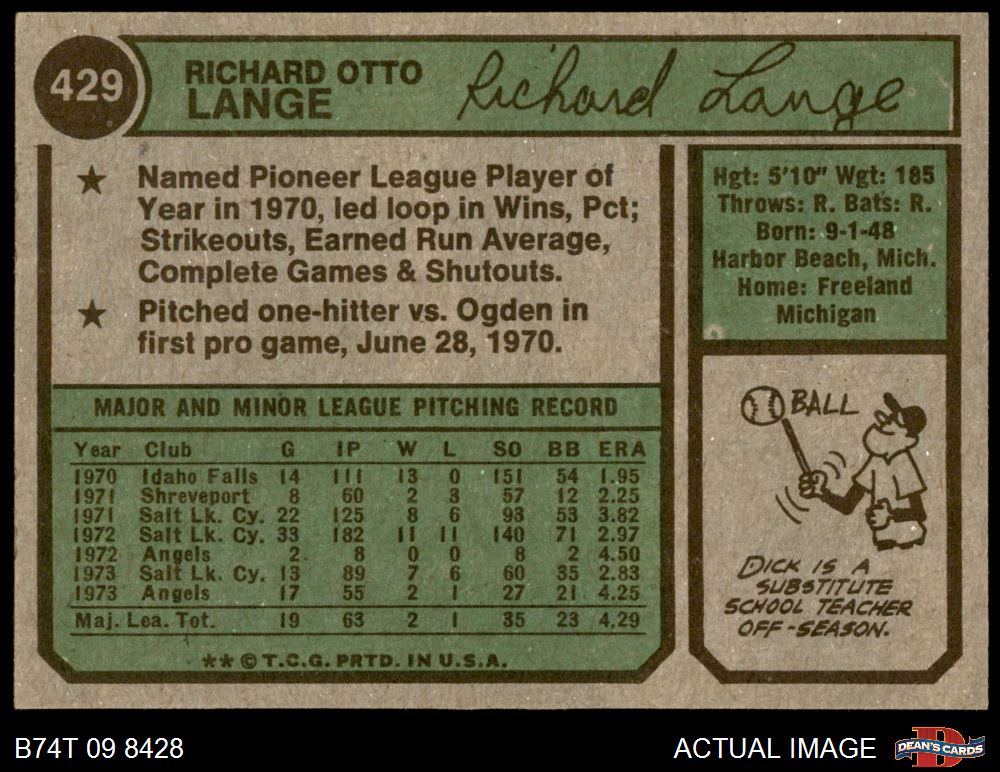 429
RICHARD OTTO
LANGE
Richard Lange
★ Named Pioneer League Player of
Year in 1970, led loop in Wins, Pct;
Strikeouts, Earned Run Average,
Complete Games & Shutouts.
★ Pitched one-hitter vs. Ogden in
first pro game, June 28, 1970.
Hgt: 5'10" Wgt: 185
Throws: R. Bats: R.
Born: 9-1-48
Harbor Beach, Mich.
Home: Freeland
Michigan
MAJOR AND MINOR LEAGUE PITCHING RECORD
Year Club G IP W L SO BB ERA
1970 Idaho Falls 14 111 13 0 151 54 1.95
1971 Shreveport 8 60 2 3 57 12 2.25
1971 Salt Lk. Cy. 22 125 8 6 93 53 3.82
1972 Salt Lk. Cy. 33 182 11 11 140 71 2.97
1972 Angels 2 8 0 0 8 2 4.50
1973 Salt Lk. Cy. 13 89 7 6 60 35 2.83
1973 Angels 17 55 2 1 27 21 4.25
Maj. Lea. Tot. 19 63 2 1 35 23 4.29
** © T.C.G. PRTD. IN U.S.A.
BALL
DICK IS A
SUBSTITUTE
SCHOOL TEACHER
OFF-SEASON.
B74T 09 8428
ACTUAL IMAGE
DEAN'S CARDS